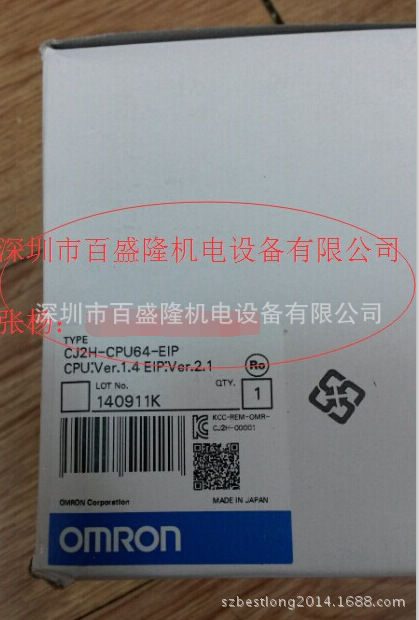 深圳市百盛隆机电设备有限公司
深圳市百盛隆机电设备有限公司
张杨：
TYPE
CJ2H-CPU64-EIP
CPU:Ver.1.4 EIP:Ver.2.1
Ro
LOT No.
140911K
QTY.
1
KCC-REM-OMR-
CJ2H-00001
OMRON Corporation
MADE IN JAPAN
OMRON
szbestlong2014.1688.com